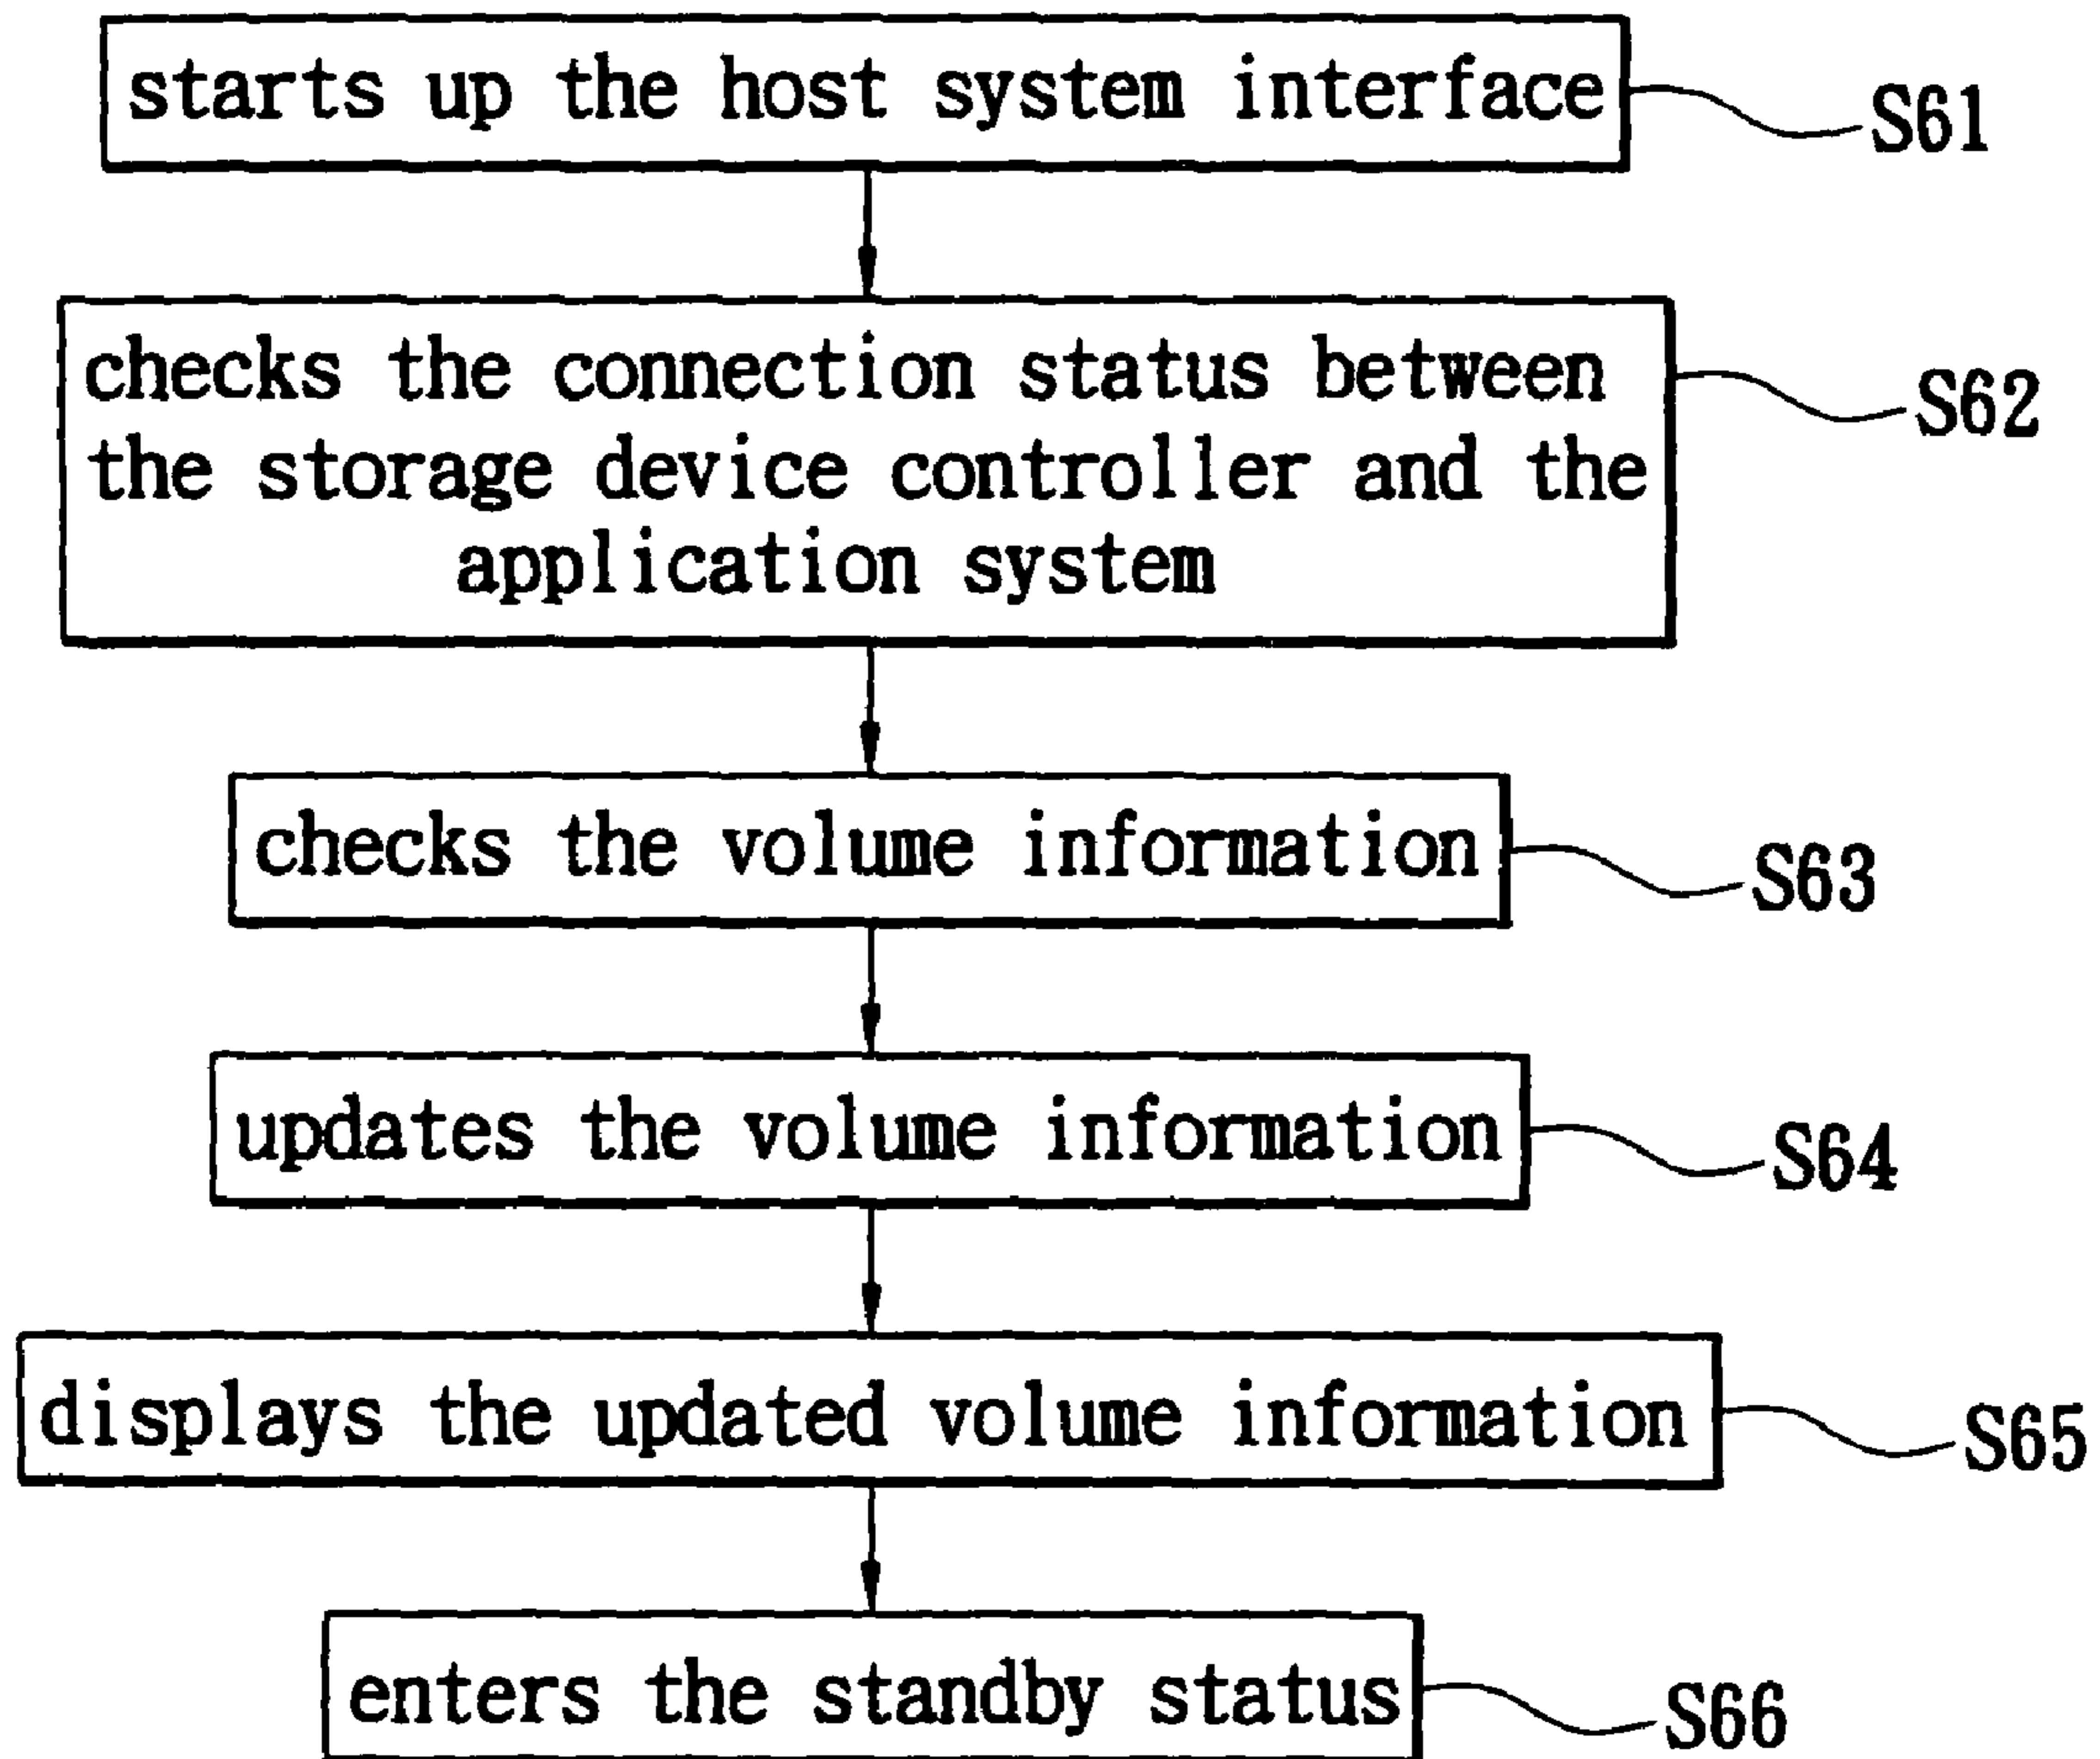 starts up the host system interface
S61
checks the connection status between
the storage device controller and the
application system
S62
checks the volume information
S63
updates the volume information
S64
displays the updated volume information
S65
enters the standby status
S66